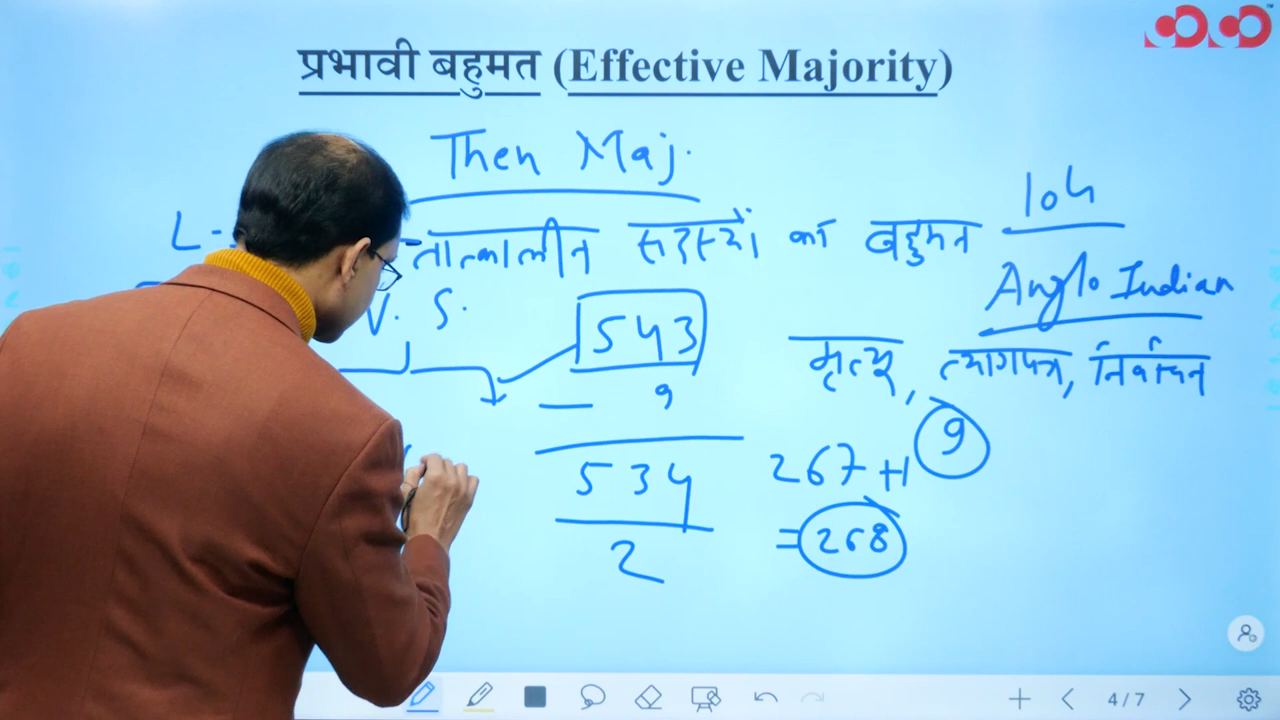 प्रभावी बहुमत (Effective Majority)
Then Maj.
L.
तात्कालीन सदस्यों का बहुमत
104
Anglo Indian
V. S.
543
मृत्यु, त्यागपत्र, निर्वाचन
9
9
534
2
267+1
=268
4/7